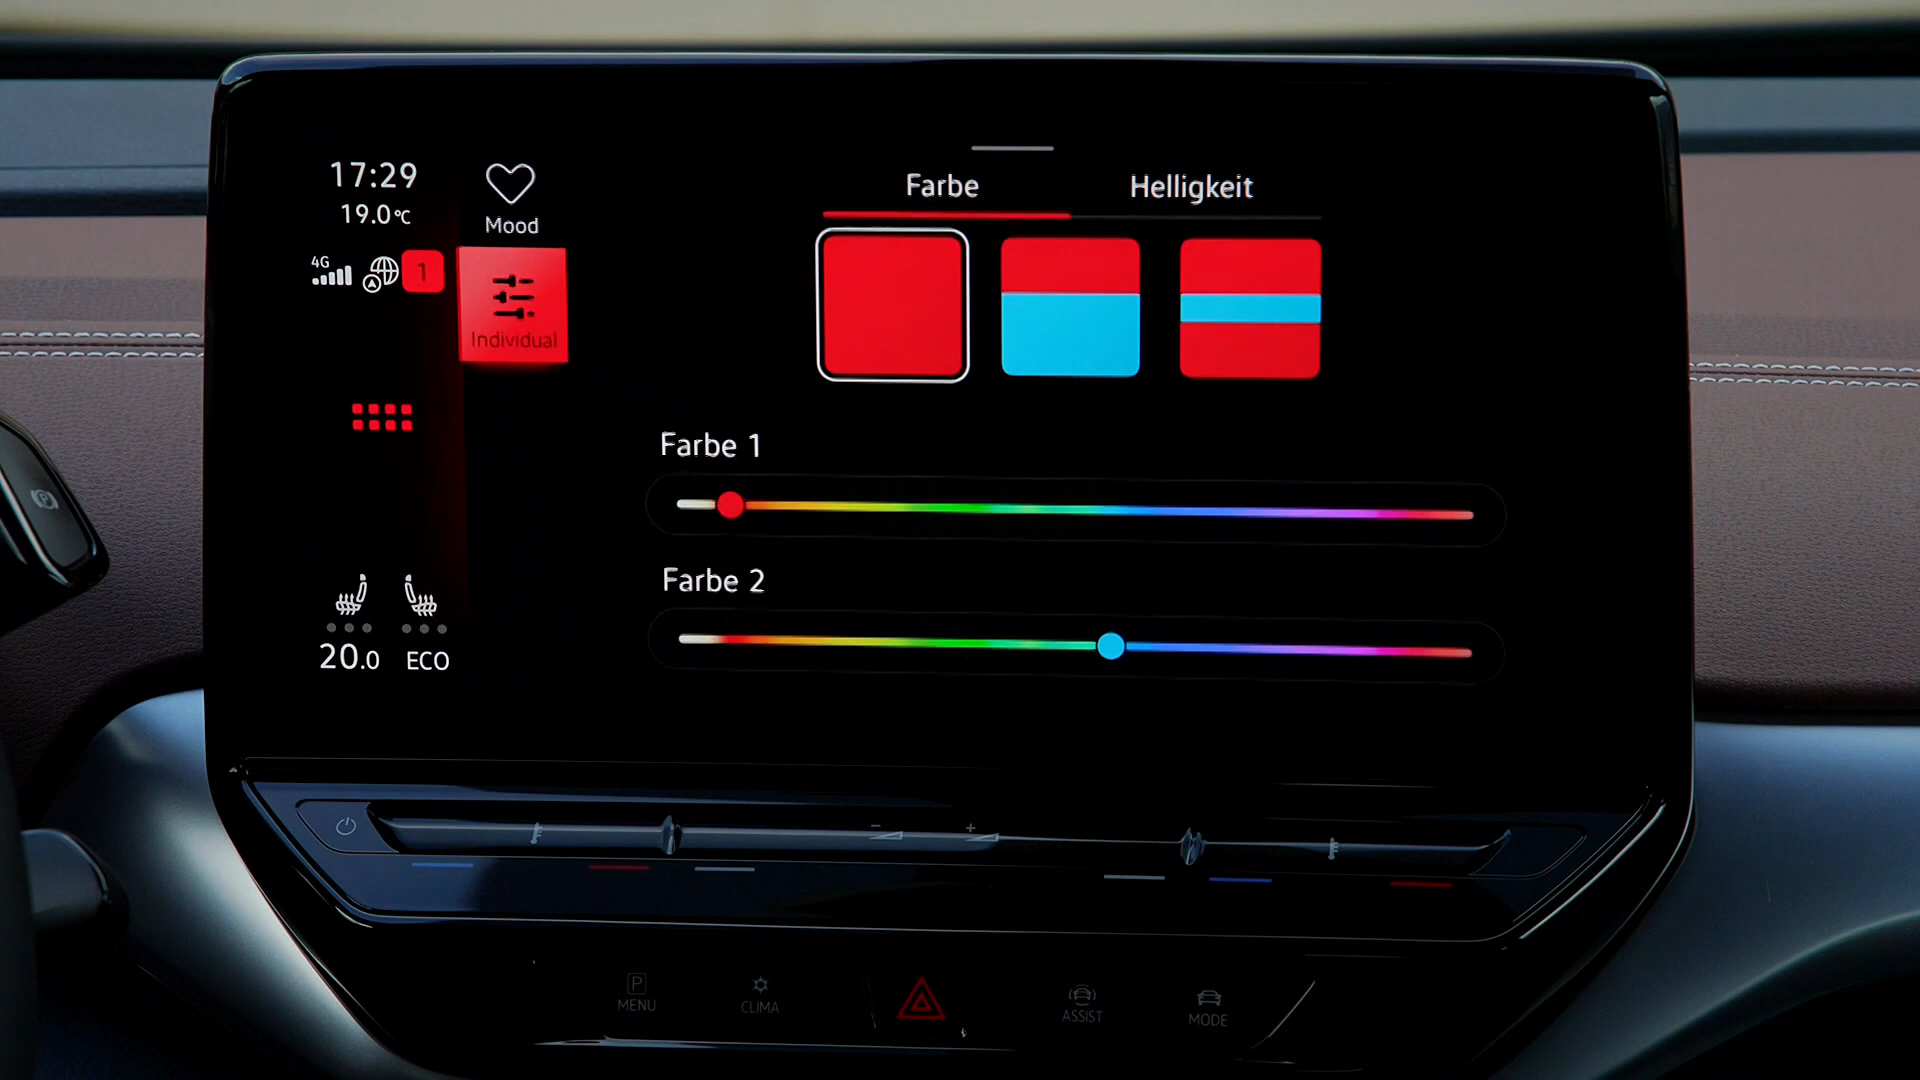 17:29
19.0°C
4G
1
Mood
Individual
Farbe
Helligkeit
Farbe 1
Farbe 2
20.0
ECO
P
MENU
CLIMA
ASSIST
MODE
P